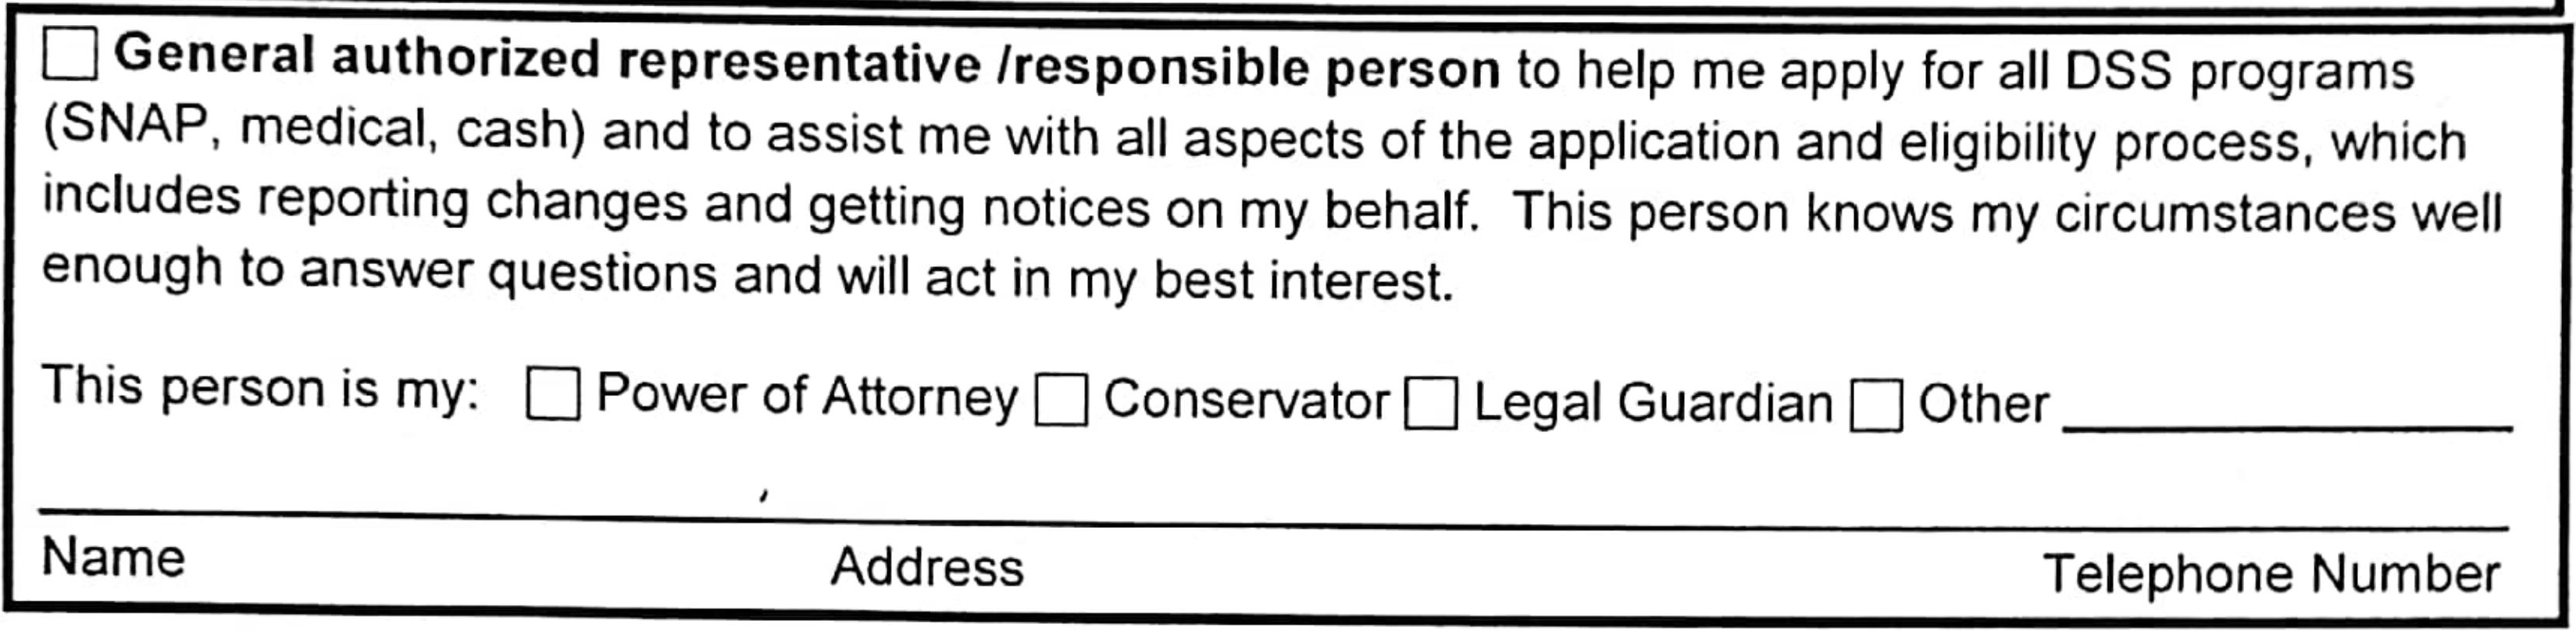 ☐ General authorized representative /responsible person to help me apply for all DSS programs
(SNAP, medical, cash) and to assist me with all aspects of the application and eligibility process, which
includes reporting changes and getting notices on my behalf. This person knows my circumstances well
enough to answer questions and will act in my best interest.
This person is my: ☐ Power of Attorney ☐ Conservator ☐ Legal Guardian ☐ Other
Name Address Telephone Number